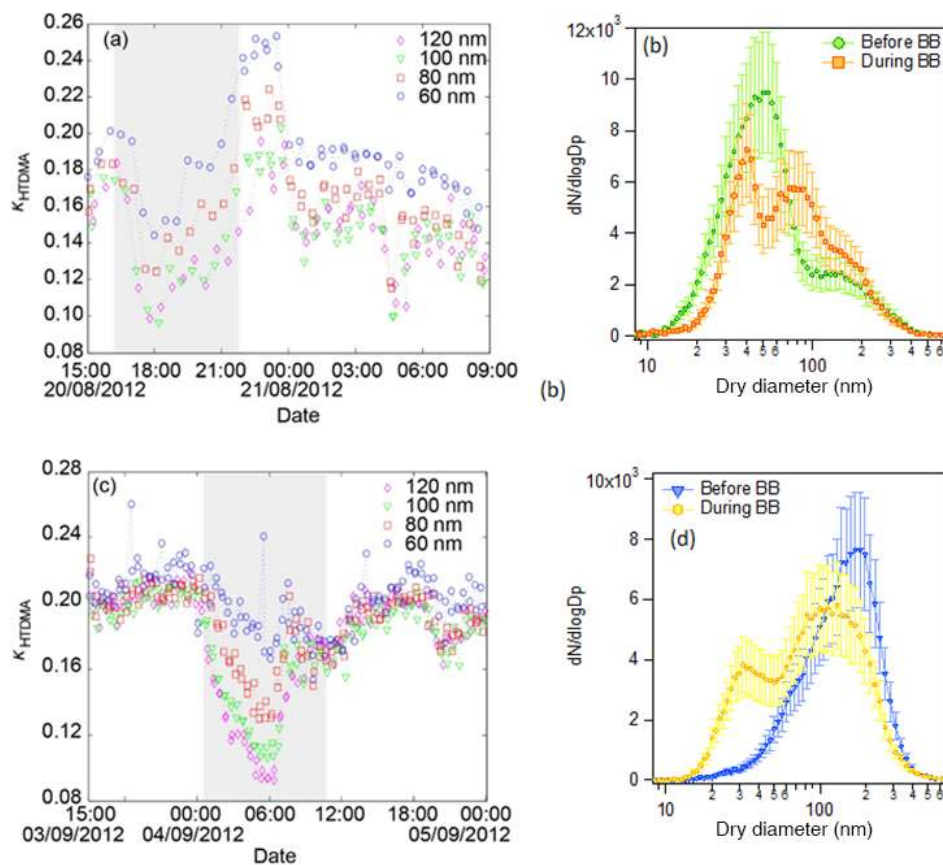 (a)
120 nm
100 nm
80 nm
60 nm
0.26
0.24
0.22
0.20
0.18
0.16
0.14
0.12
0.10
0.08
κHTDMA
15:00 18:00 21:00 00:00 03:00 06:00 09:00
20/08/2012 21/08/2012
Date
(b)
(b)
Before BB
During BB
12x10³
10
8
6
4
2
0
dN/dlogDp
10 2 3 4 5 6 100 2 3 4 5 6
Dry diameter (nm)
(c)
120 nm
100 nm
80 nm
60 nm
0.28
0.24
0.20
0.16
0.12
0.08
κHTDMA
15:00 00:00 06:00 12:00 18:00 00:00
03/09/2012 04/09/2012 05/09/2012
Date
Before BB
During BB
(d)
10x10³
8
6
4
2
0
dN/dlogDp
10 2 3 4 5 6 100 2 3 4 5 6
Dry diameter (nm)